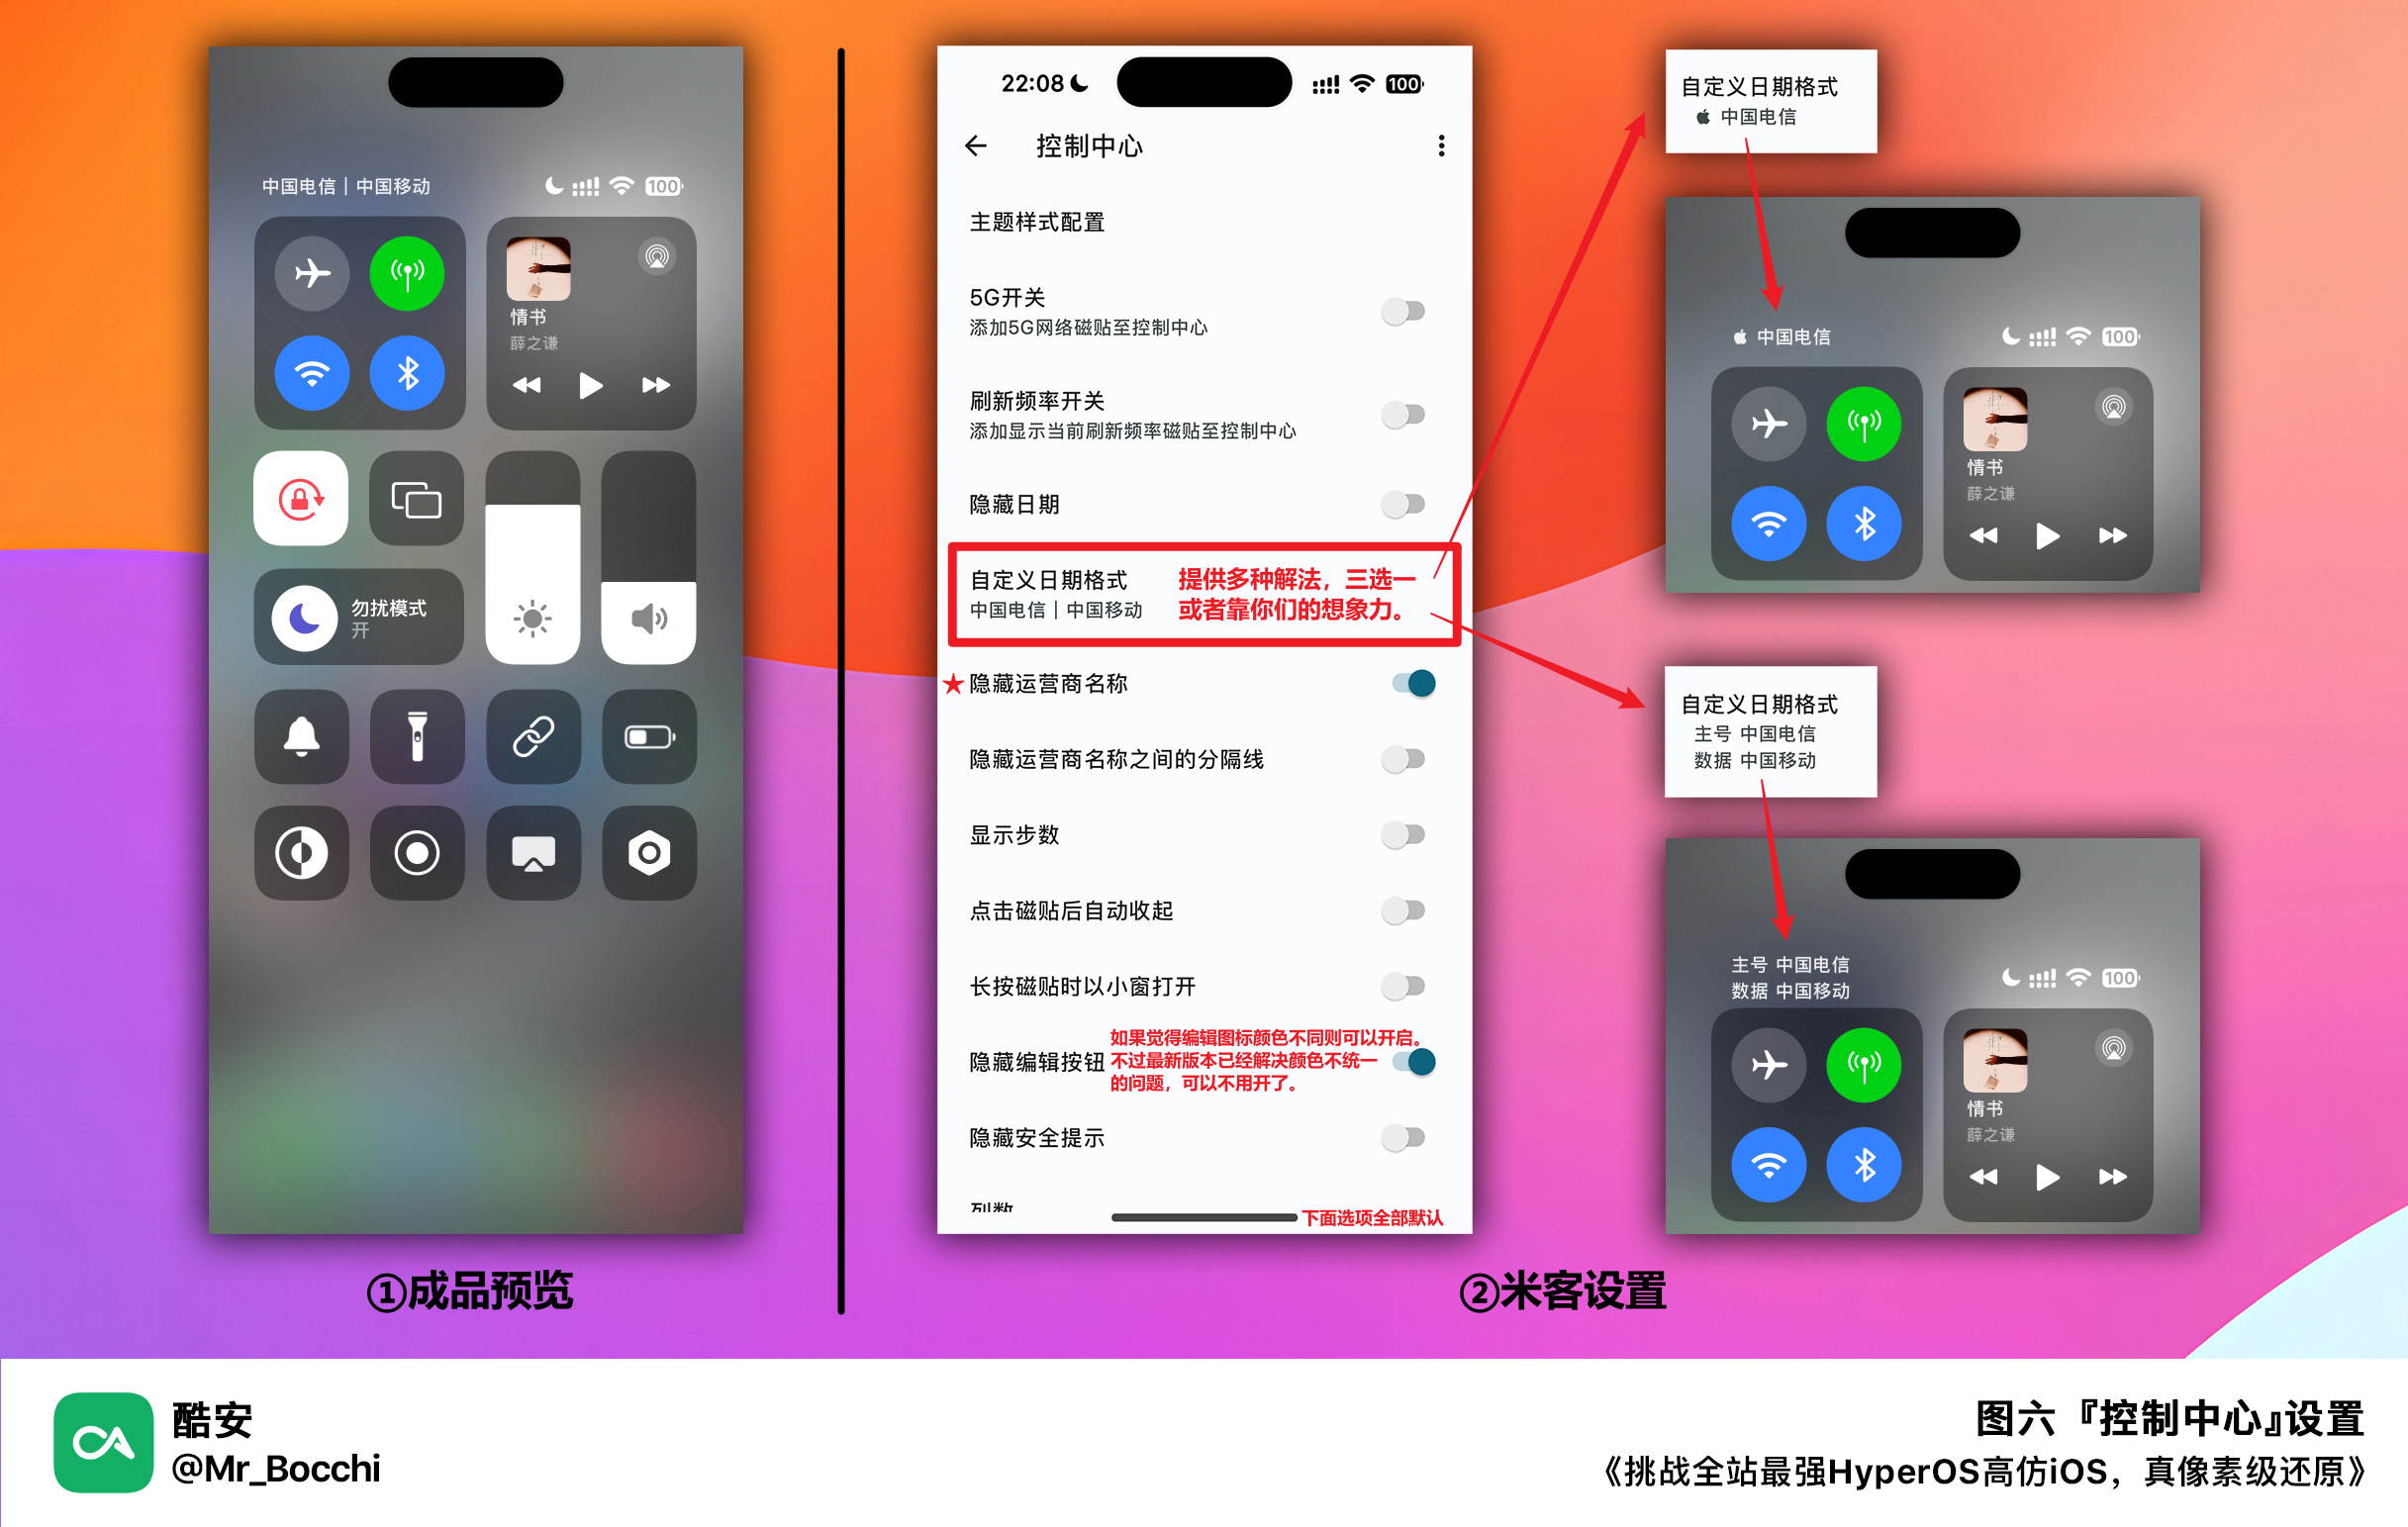 中国电信 | 中国移动
100
情书
薛之谦
勿扰模式
开
①成品预览
22:08
100
控制中心
主题样式配置
5G开关
添加5G网络磁贴至控制中心
刷新频率开关
添加显示当前刷新频率磁贴至控制中心
隐藏日期
自定义日期格式
中国电信 | 中国移动
提供多种解法，三选一
或者靠你们的想象力。
★隐藏运营商名称
隐藏运营商名称之间的分隔线
显示步数
点击磁贴后自动收起
长按磁贴时以小窗打开
隐藏编辑按钮
如果觉得编辑图标颜色不同则可以开启。
不过最新版本已经解决颜色不统一
的问题，可以不用开了。
隐藏安全提示
列数
下面选项全部默认
自定义日期格式
中国电信
中国电信
100
情书
薛之谦
自定义日期格式
主号 中国电信
数据 中国移动
主号 中国电信
数据 中国移动
100
情书
薛之谦
②米客设置
酷安
@Mr_Bocchi
图六『控制中心』设置
《挑战全站最强HyperOS高仿iOS，真像素级还原》